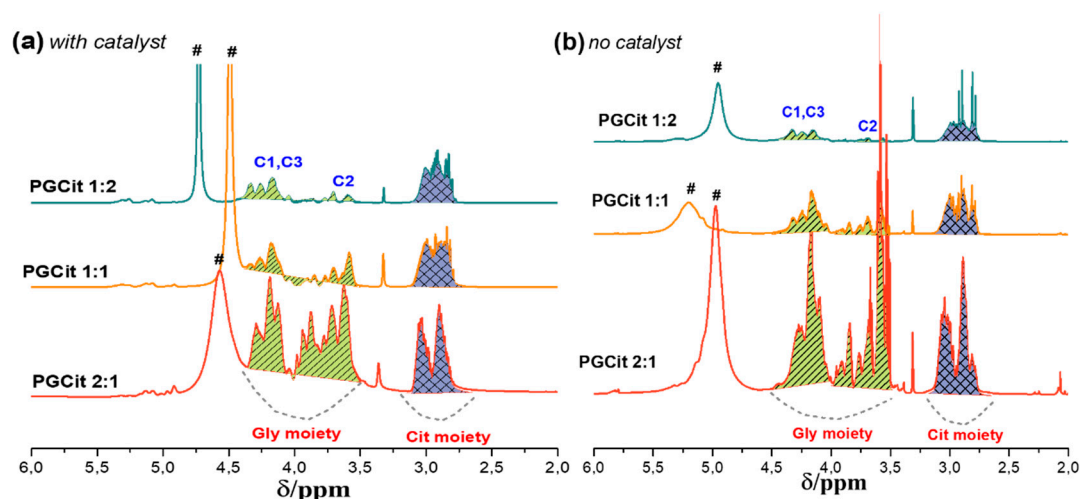 (a) with catalyst
# #
C1,C3
C2
PGCit 1:2
PGCit 1:1
#
PGCit 2:1
Gly moiety
Cit moiety
6,0 5,5 5,0 4,5 4,0 3,5 3,0 2,5 2,0
δ/ppm
(b) no catalyst
#
PGCit 1:2
C1,C3
C2
#
PGCit 1:1
#
PGCit 2:1
Gly moiety
Cit moiety
6,0 5,5 5,0 4,5 4,0 3,5 3,0 2,5 2,0
δ/ppm